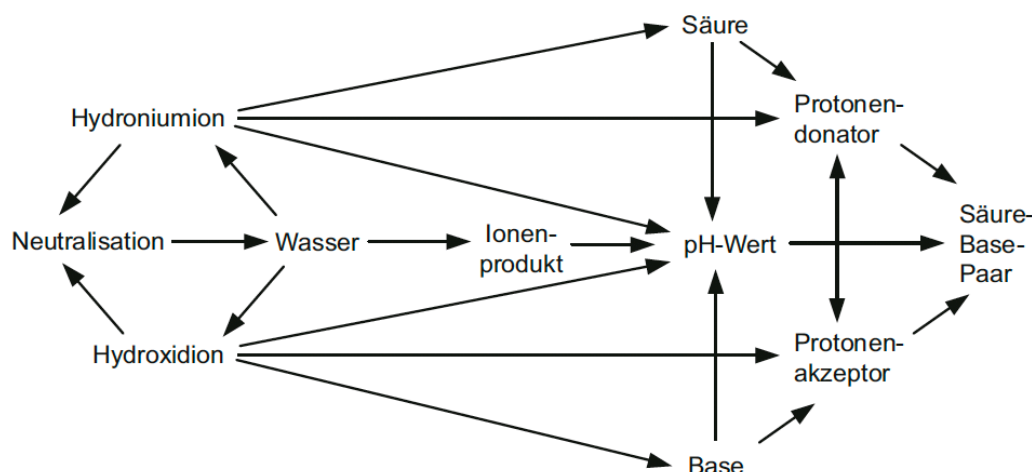 Säure
Hydroniumion
Protonen-
donator
Neutralisation
Wasser
Ionen-
produkt
pH-Wert
Säure-
Base-
Paar
Hydroxidion
Protonen-
akzeptor
Base